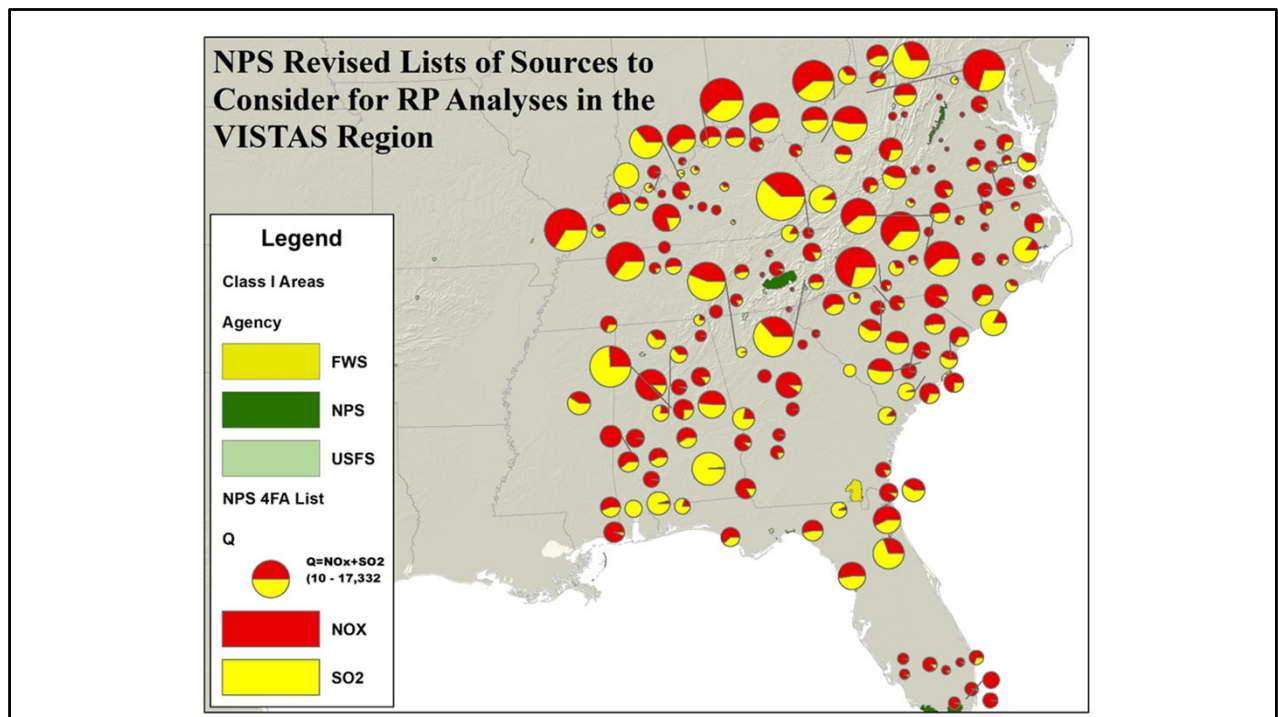 NPS Revised Lists of Sources to
Consider for RP Analyses in the
VISTAS Region
Legend
Class I Areas
Agency
FWS
NPS
USFS
NPS 4FA List
Q
Q=NOx+SO2
(10 - 17,332
NOX
SO2